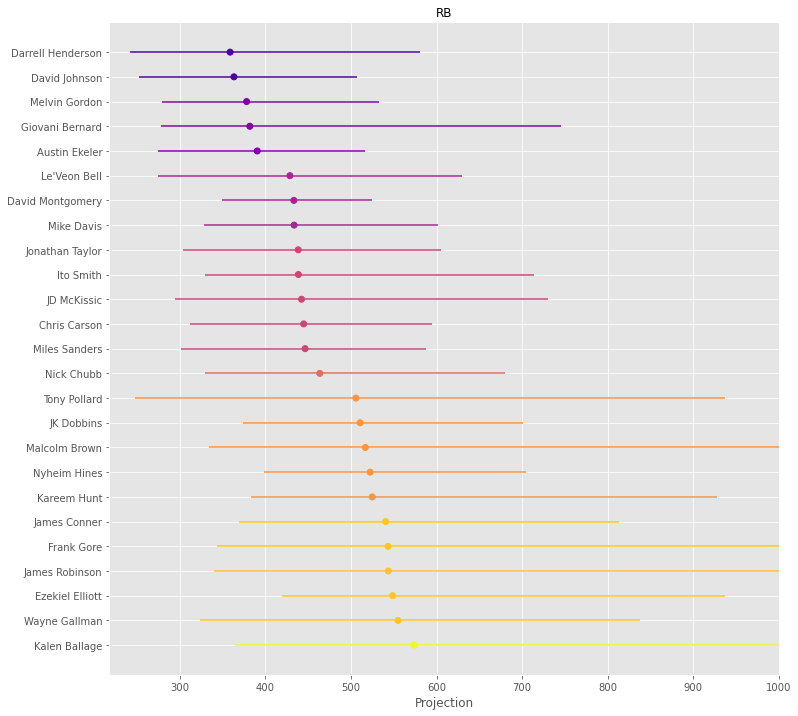 RB
Darrell Henderson
David Johnson
Melvin Gordon
Giovani Bernard
Austin Ekeler
Le'Veon Bell
David Montgomery
Mike Davis
Jonathan Taylor
Ito Smith
JD McKissic
Chris Carson
Miles Sanders
Nick Chubb
Tony Pollard
JK Dobbins
Malcolm Brown
Nyheim Hines
Kareem Hunt
James Conner
Frank Gore
James Robinson
Ezekiel Elliott
Wayne Gallman
Kalen Ballage
300 400 500 600 700 800 900 1000
Projection